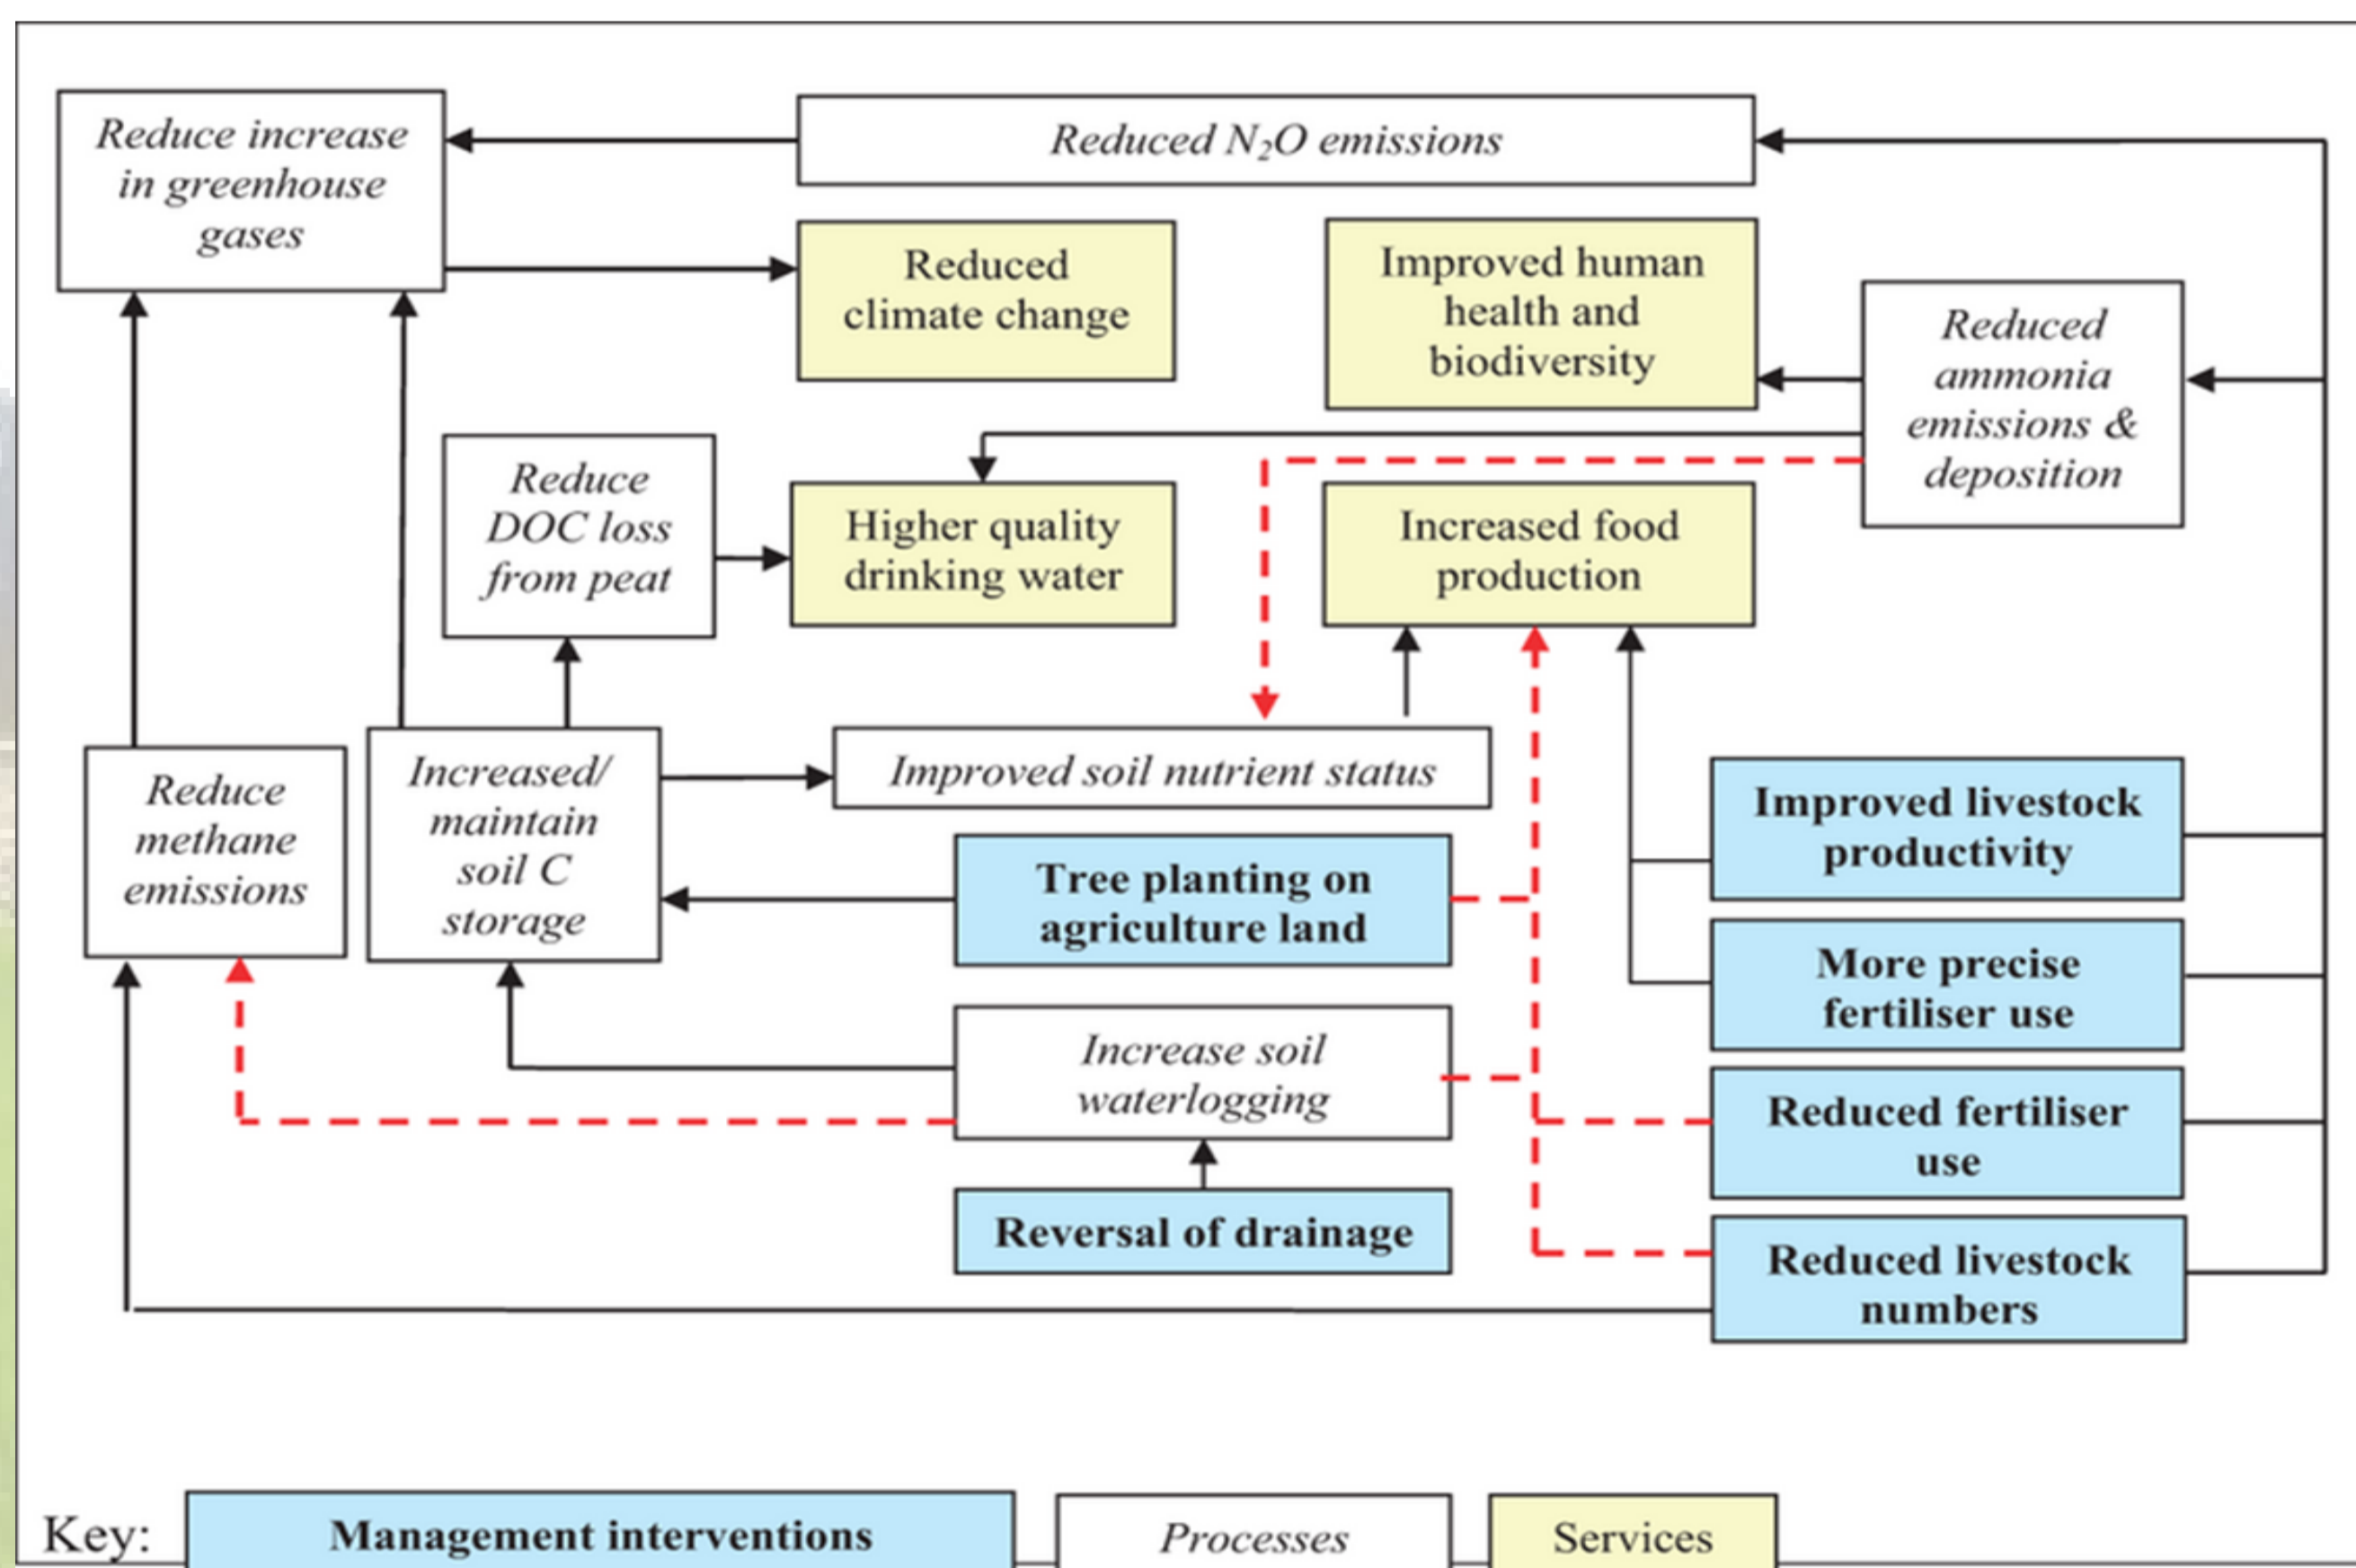 Reduce increase
in greenhouse
gases
Reduced N₂O emissions
Reduced
climate change
Improved human
health and
biodiversity
Reduced
ammonia
emissions &
deposition
Reduce
DOC loss
from peat
Higher quality
drinking water
Increased food
production
Reduce
methane
emissions
Increased/
maintain
soil C
storage
Improved soil nutrient status
Tree planting on
agriculture land
Increase soil
waterlogging
Reversal of drainage
Improved livestock
productivity
More precise
fertiliser use
Reduced fertiliser
use
Reduced livestock
numbers
Key:
Management interventions
Processes
Services